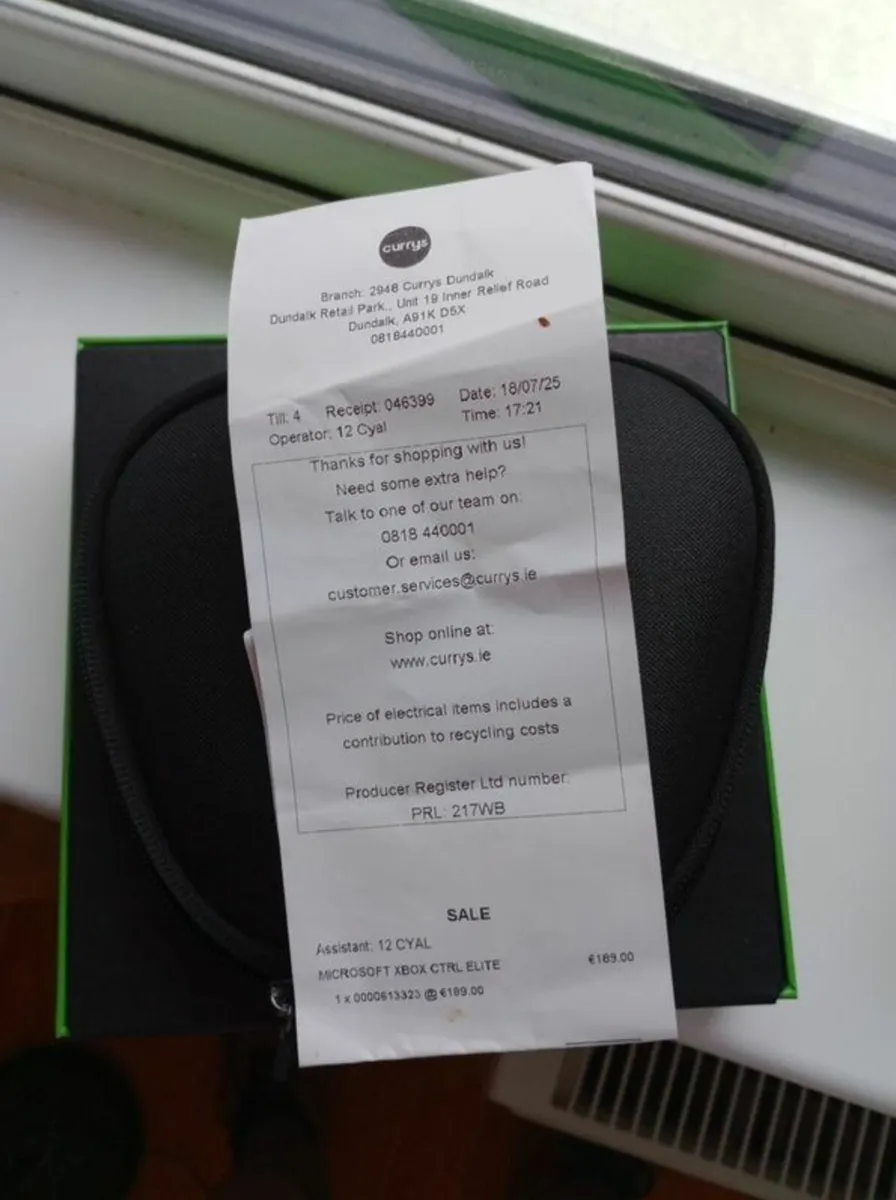 currys
Branch: 2948 Currys Dundalk
Dundalk Retail Park., Unit 19 Inner Relief Road
Dundalk, A91K D5X
0818440001
Till: 4 Receipt: 046399 Date: 18/07/25
Operator: 12 Cyal Time: 17:21
Thanks for shopping with us!
Need some extra help?
Talk to one of our team on:
0818 440001
Or email us:
customer.services@currys.ie
Shop online at:
www.currys.ie
Price of electrical items includes a
contribution to recycling costs
Producer Register Ltd number:
PRL: 217WB
SALE
Assistant: 12 CYAL
MICROSOFT XBOX CTRL ELITE €189.00
1 x 0000613323 @ €189.00